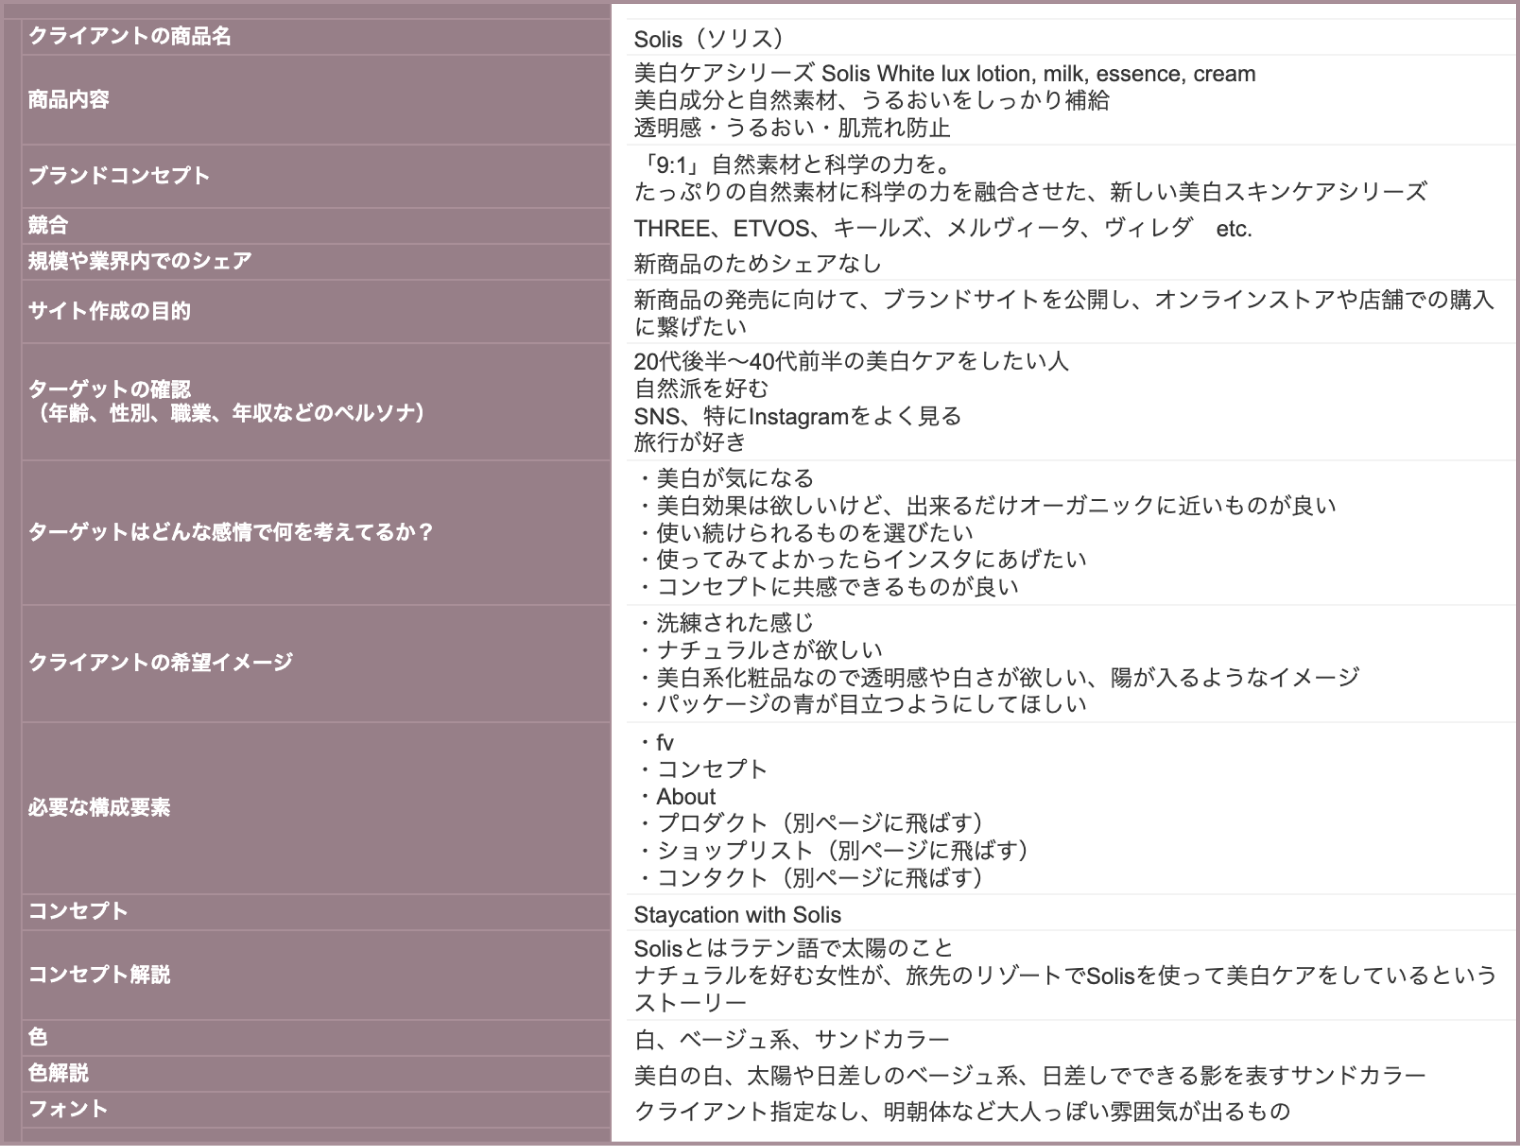 クライアントの商品名
Solis（ソリス）
商品内容
美白ケアシリーズ Solis White lux lotion, milk, essence, cream
美白成分と自然素材、うるおいをしっかり補給
透明感・うるおい・肌荒れ防止
ブランドコンセプト
「9:1」自然素材と科学の力を。
たっぷりの自然素材に科学の力を融合させた、新しい美白スキンケアシリーズ
競合
THREE、ETVOS、キールズ、メルヴィータ、ヴィレダ　etc.
規模や業界内でのシェア
新商品のためシェアなし
サイト作成の目的
新商品の発売に向けて、ブランドサイトを公開し、オンラインストアや店舗での購入
に繋げたい
ターゲットの確認
（年齢、性別、職業、年収などのペルソナ）
20代後半〜40代前半の美白ケアをしたい人
自然派を好む
SNS、特にInstagramをよく見る
旅行が好き
ターゲットはどんな感情で何を考えてるか？
・美白が気になる
・美白効果は欲しいけど、出来るだけオーガニックに近いものが良い
・使い続けられるものを選びたい
・使ってみてよかったらインスタにあげたい
・コンセプトに共感できるものが良い
クライアントの希望イメージ
・洗練された感じ
・ナチュラルさが欲しい
・美白系化粧品なので透明感や白さが欲しい、陽が入るようなイメージ
・パッケージの青が目立つようにしてほしい
必要な構成要素
・fv
・コンセプト
・About
・プロダクト（別ページに飛ばす）
・ショップリスト（別ページに飛ばす）
・コンタクト（別ページに飛ばす）
コンセプト
Staycation with Solis
コンセプト解説
Solisとはラテン語で太陽のこと
ナチュラルを好む女性が、旅先のリゾートでSolisを使って美白ケアをしているという
ストーリー
色
白、ベージュ系、サンドカラー
色解説
美白の白、太陽や日差しのベージュ系、日差しでできる影を表すサンドカラー
フォント
クライアント指定なし、明朝体など大人っぽい雰囲気が出るもの